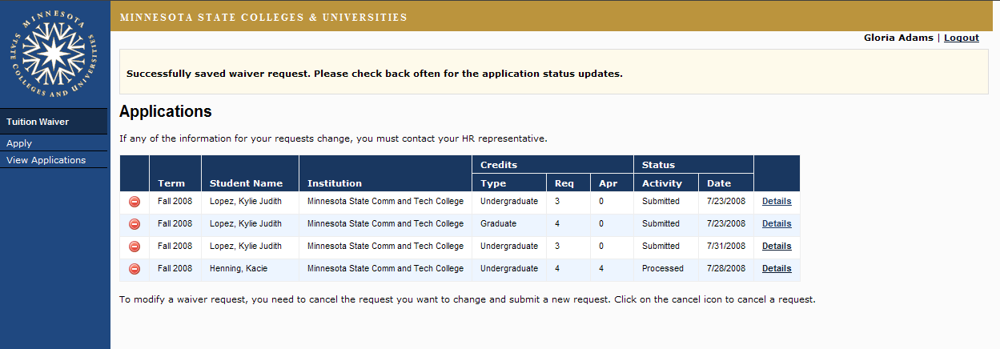 MINNESOTA
STATE COLLEGES AND UNIVERSITIES
MINNESOTA STATE COLLEGES & UNIVERSITIES
Gloria Adams | Logout
Successfully saved waiver request. Please check back often for the application status updates.
Tuition Waiver
Apply
View Applications
Applications
If any of the information for your requests change, you must contact your HR representative.
Credits Status
Term Student Name Institution Type Req Apr Activity Date
Fall 2008 Lopez, Kylie Judith Minnesota State Comm and Tech College Undergraduate 3 0 Submitted 7/23/2008 Details
Fall 2008 Lopez, Kylie Judith Minnesota State Comm and Tech College Graduate 4 0 Submitted 7/23/2008 Details
Fall 2008 Lopez, Kylie Judith Minnesota State Comm and Tech College Undergraduate 3 0 Submitted 7/31/2008 Details
Fall 2008 Henning, Kacie Minnesota State Comm and Tech College Undergraduate 4 4 Processed 7/28/2008 Details
To modify a waiver request, you need to cancel the request you want to change and submit a new request. Click on the cancel icon to cancel a request.